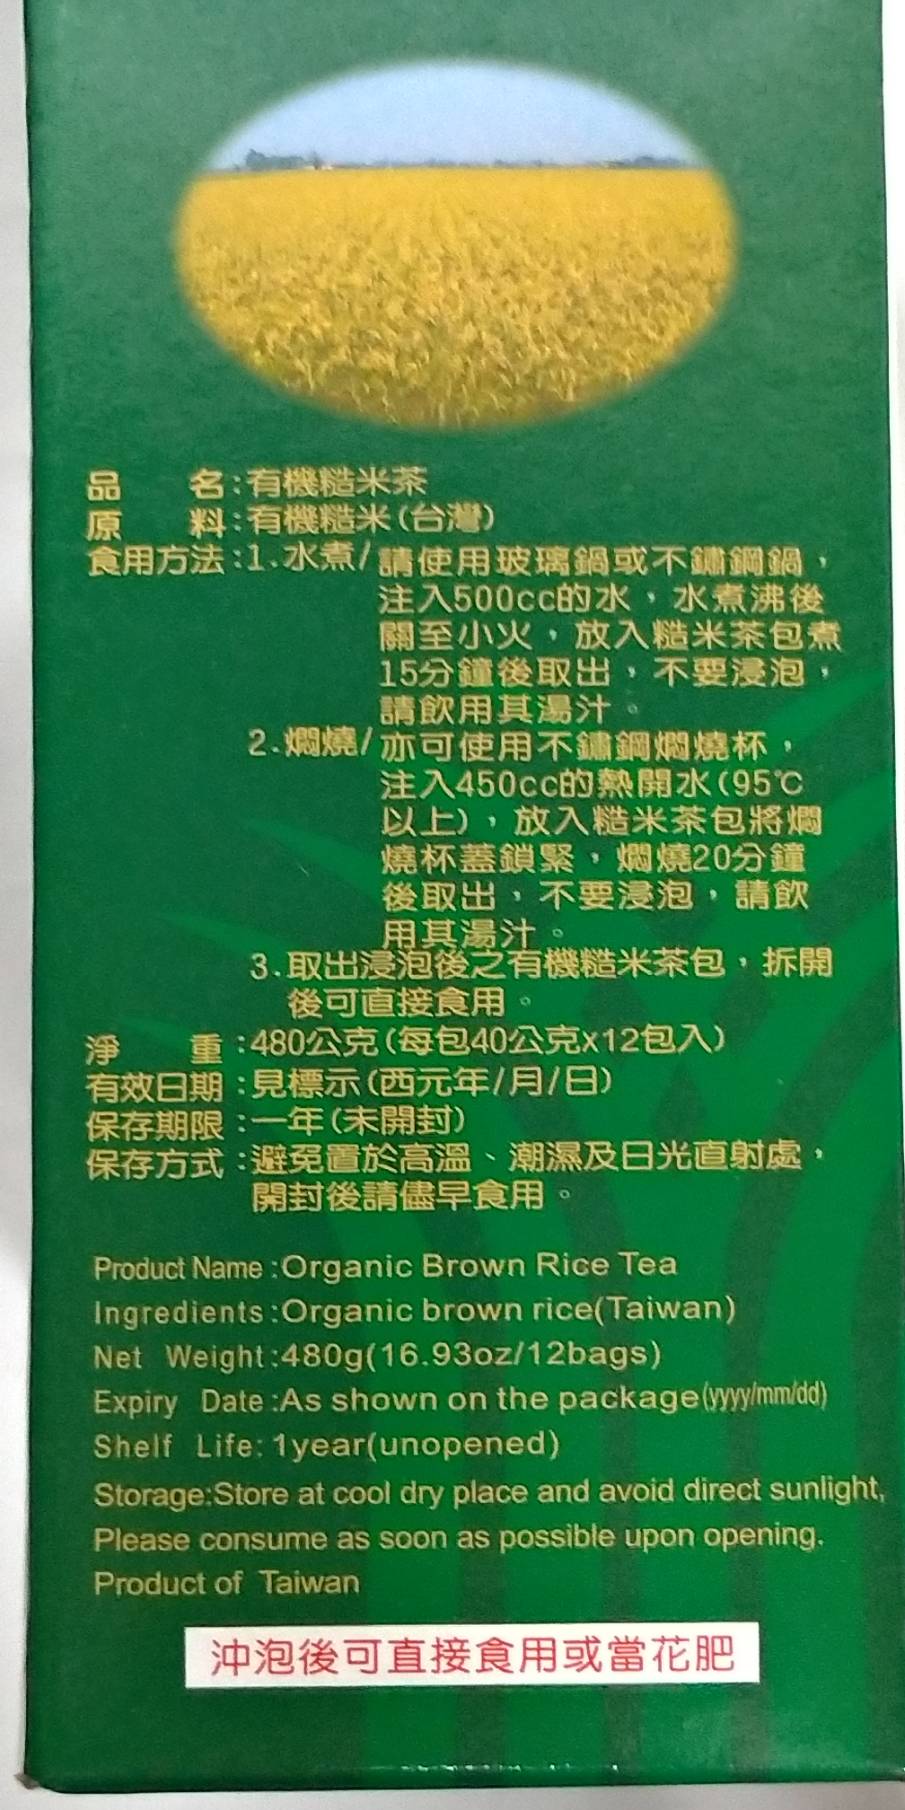 品　　名:有機糙米茶
原　　料:有機糙米(台灣)
食用方法:1.水煮/請使用玻璃鍋或不鏽鋼鍋，
注入500cc的水，水煮沸後
關至小火，放入糙米茶包煮
15分鐘後取出，不要浸泡，
請飲用其湯汁。
2.燜燒/亦可使用不鏽鋼燜燒杯，
注入450cc的熱開水(95℃
以上)，放入糙米茶包將燜
燒杯蓋鎖緊，燜燒20分鐘
後取出，不要浸泡，請飲
用其湯汁。
3.取出浸泡後之有機糙米茶包，拆開
後可直接食用。
淨　　重:480公克(每包40公克x12包入)
有效日期:見標示(西元年/月/日)
保存期限:一年(未開封)
保存方式:避免置於高溫、潮濕及日光直射處，
開封後請儘早食用。
Product Name:Organic Brown Rice Tea
Ingredients:Organic brown rice(Taiwan)
Net Weight:480g(16.93oz/12bags)
Expiry Date:As shown on the package(yyyy/mm/dd)
Shelf Life: 1year(unopened)
Storage:Store at cool dry place and avoid direct sunlight,
Please consume as soon as possible upon opening.
Product of Taiwan
沖泡後可直接食用或當花肥